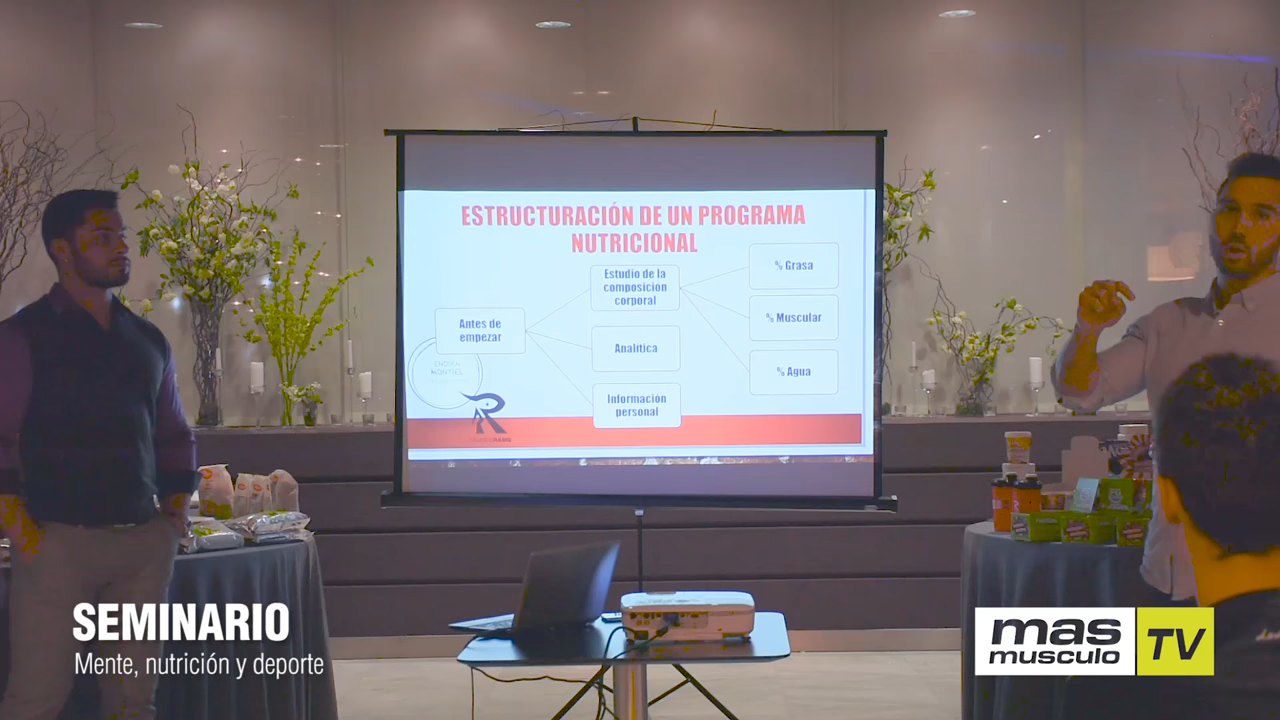 ESTRUCTURACIÓN DE UN PROGRAMA
NUTRICIONAL
Antes de
empezar
Estudio de la
composición
corporal
Analítica
Información
personal
% Grasa
% Muscular
% Agua
MONTIEL
SEMINARIO
Mente, nutrición y deporte
mas
musculo
TV